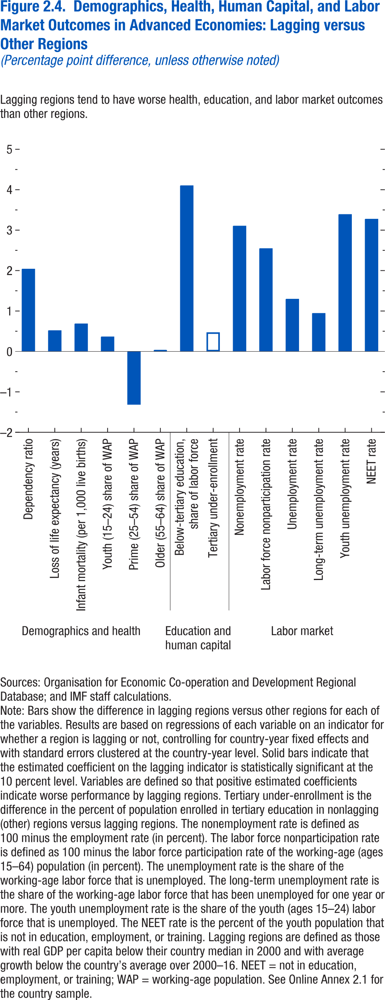 Figure 2.4. Demographics, Health, Human Capital, and Labor
Market Outcomes in Advanced Economies: Lagging versus
Other Regions
(Percentage point difference, unless otherwise noted)
Lagging regions tend to have worse health, education, and labor market outcomes
than other regions.
5
4
3
2
1
0
–1
–2
Dependency ratio
Loss of life expectancy (years)
Infant mortality (per 1,000 live births)
Youth (15–24) share of WAP
Prime (25–54) share of WAP
Older (55–64) share of WAP
Below-tertiary education,
share of labor force
Tertiary under-enrollment
Nonemployment rate
Labor force nonparticipation rate
Unemployment rate
Long-term unemployment rate
Youth unemployment rate
NEET rate
Demographics and health
Education and
human capital
Labor market
Sources: Organisation for Economic Co-operation and Development Regional
Database; and IMF staff calculations.
Note: Bars show the difference in lagging regions versus other regions for each of
the variables. Results are based on regressions of each variable on an indicator for
whether a region is lagging or not, controlling for country-year fixed effects and
with standard errors clustered at the country-year level. Solid bars indicate that
the estimated coefficient on the lagging indicator is statistically significant at the
10 percent level. Variables are defined so that positive estimated coefficients
indicate worse performance by lagging regions. Tertiary under-enrollment is the
difference in the percent of population enrolled in tertiary education in nonlagging
(other) regions versus lagging regions. The nonemployment rate is defined as
100 minus the employment rate (in percent). The labor force nonparticipation rate
is defined as 100 minus the labor force participation rate of the working-age (ages
15–64) population (in percent). The unemployment rate is the share of the
working-age labor force that is unemployed. The long-term unemployment rate is
the share of the working-age labor force that has been unemployed for one year or
more. The youth unemployment rate is the share of the youth (ages 15–24) labor
force that is unemployed. The NEET rate is the percent of the youth population that
is not in education, employment, or training. Lagging regions are defined as those
with real GDP per capita below their country median in 2000 and with average
growth below the country’s average over 2000–16. NEET = not in education,
employment, or training; WAP = working-age population. See Online Annex 2.1 for
the country sample.